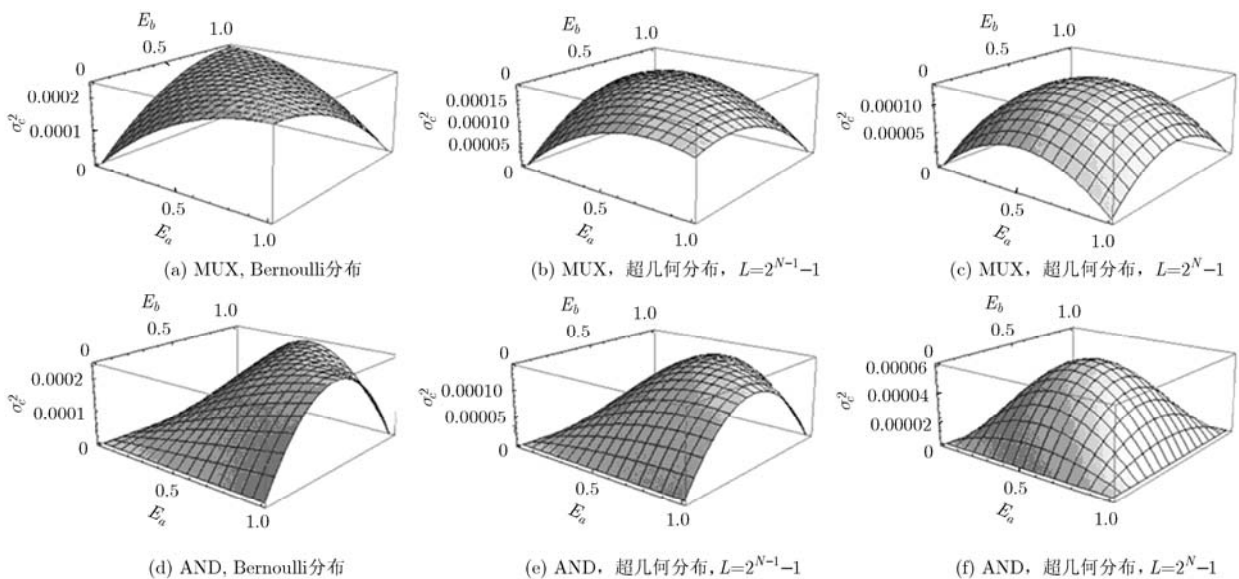 E_b
1.0
0.5
0
0.0002
0.0001
0
σ_c^2
0.5
E_a
1.0
(a) MUX, Bernoulli分布
E_b
1.0
0.5
0
0.00015
0.00010
0.00005
0
σ_c^2
0.5
E_a
1.0
(b) MUX，超几何分布，L=2^{N−1}−1
E_b
1.0
0.5
0
0.00010
0.00005
0
σ_c^2
0.5
E_a
1.0
(c) MUX，超几何分布，L=2^N−1
E_b
1.0
0.5
0
0.0002
0.0001
0
σ_c^2
0.5
E_a
1.0
(d) AND, Bernoulli分布
E_b
1.0
0.5
0
0.00010
0.00005
0
σ_c^2
0.5
E_a
1.0
(e) AND，超几何分布, L=2^{N−1}−1
E_b
1.0
0.5
0
0.00006
0.00004
0.00002
0
σ_c^2
0.5
E_a
1.0
(f) AND，超几何分布，L=2^N−1